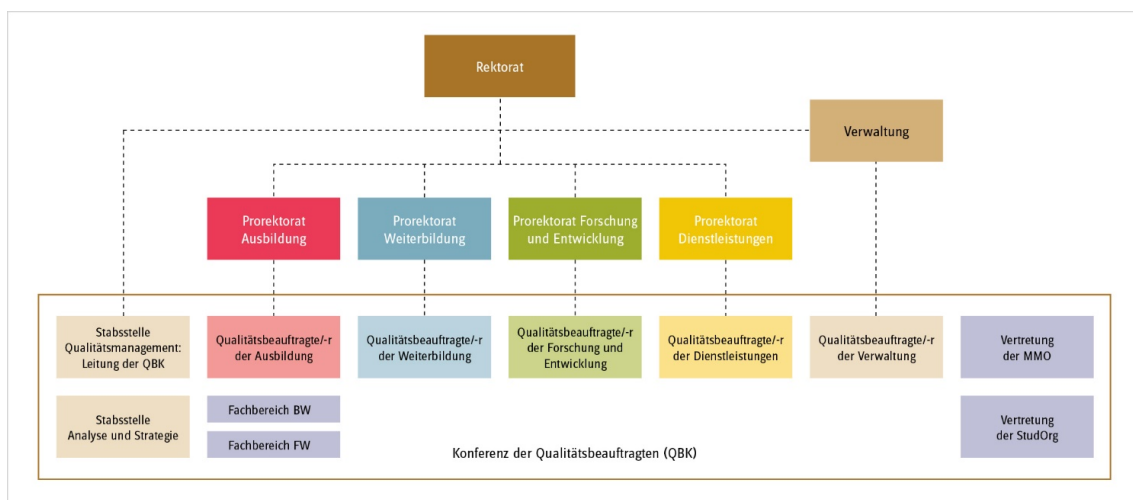 Rektorat
Verwaltung
Prorektorat
Ausbildung
Prorektorat
Weiterbildung
Prorektorat Forschung
und Entwicklung
Prorektorat
Dienstleistungen
Stabsstelle
Qualitätsmanagement:
Leitung der QBK
Qualitätsbeauftragte/-r
der Ausbildung
Qualitätsbeauftragte/-r
der Weiterbildung
Qualitätsbeauftragte/-r
der Forschung und
Entwicklung
Qualitätsbeauftragte/-r
der Dienstleistungen
Qualitätsbeauftragte/-r
der Verwaltung
Vertretung
der MMO
Stabsstelle
Analyse und Strategie
Fachbereich BW
Fachbereich FW
Vertretung
der StudOrg
Konferenz der Qualitätsbeauftragten (QBK)